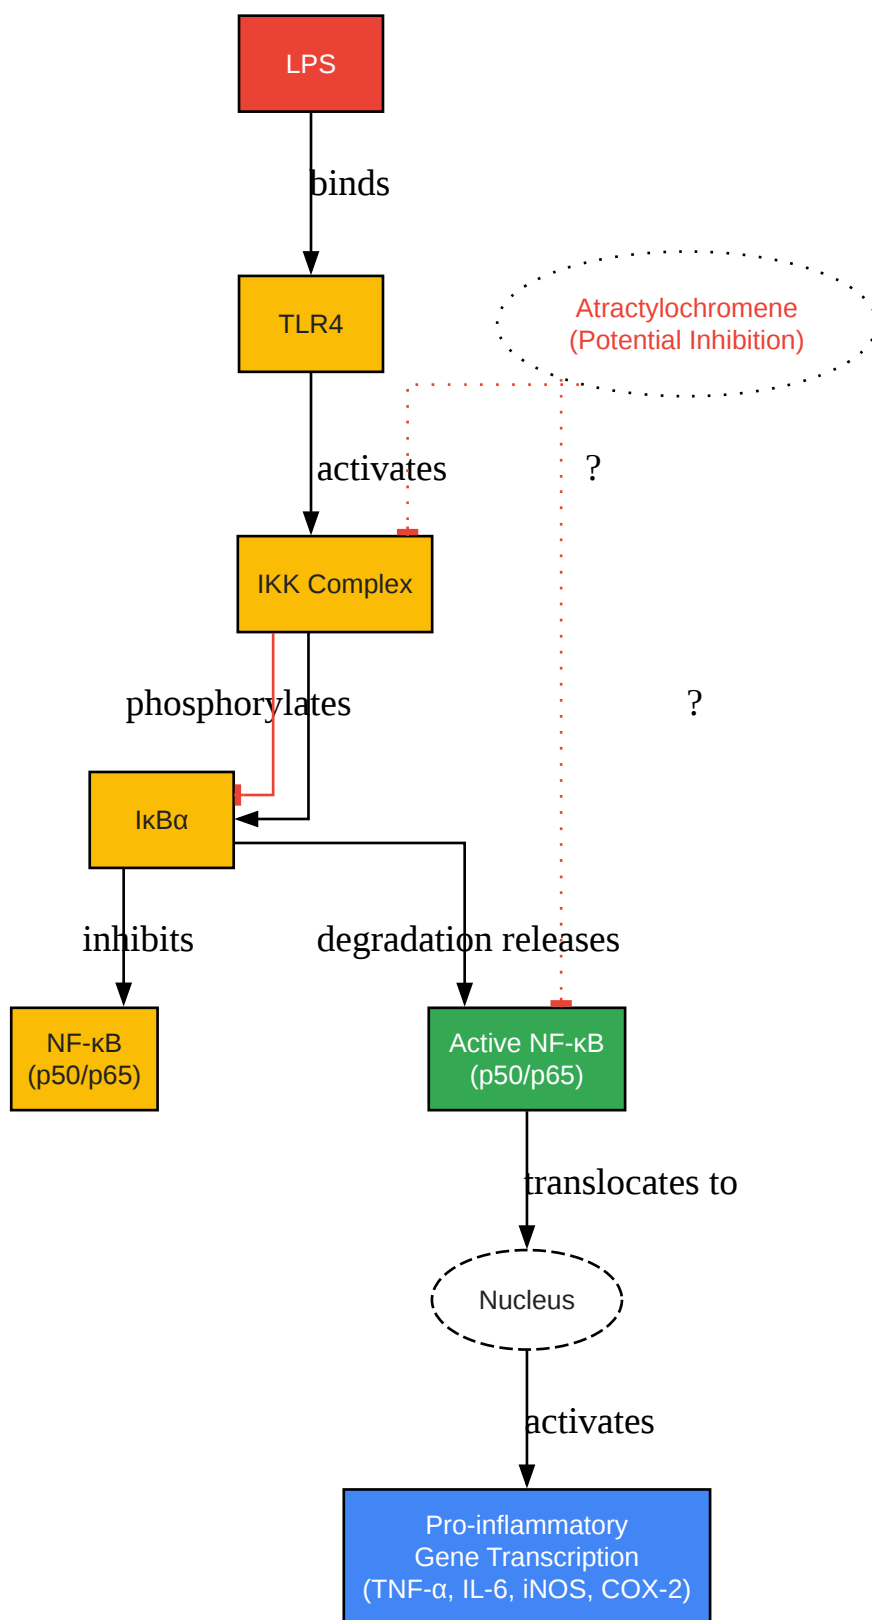 LPS
binds
TLR4
Atractylochromene
(Potential Inhibition)
activates
?
IKK Complex
phosphorylates
?
IκBα
inhibits
degradation releases
NF-κB
(p50/p65)
Active NF-κB
(p50/p65)
translocates to
Nucleus
activates
Pro-inflammatory
Gene Transcription
(TNF-α, IL-6, iNOS, COX-2)